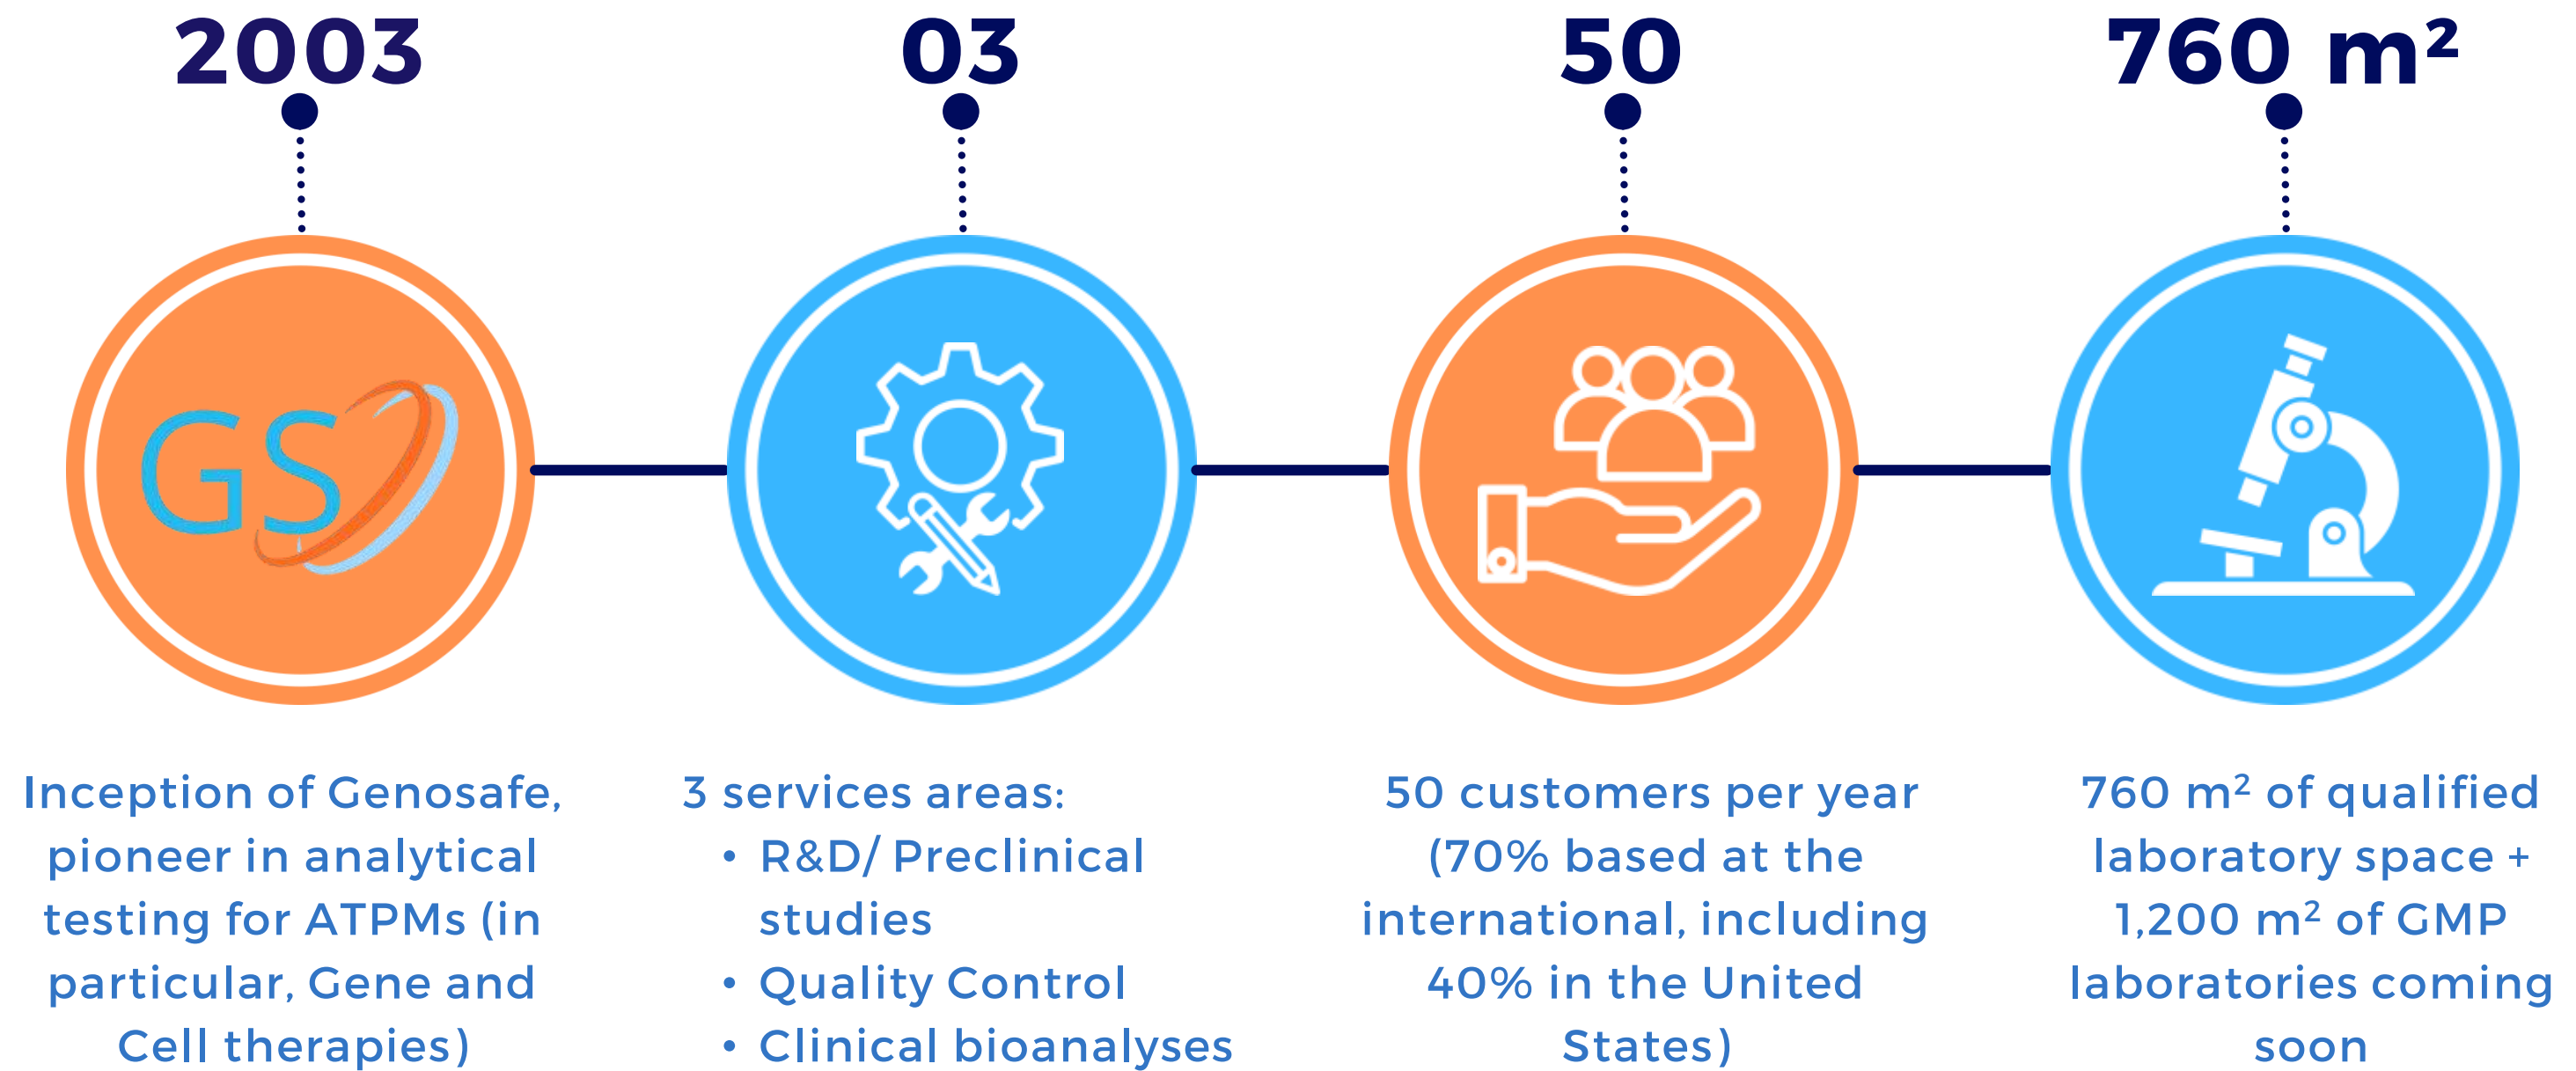 2003
03
50
760 m²
GS
Inception of Genosafe,
pioneer in analytical
testing for ATPMs (in
particular, Gene and
Cell therapies)
3 services areas:
• R&D/ Preclinical
studies
• Quality Control
• Clinical bioanalyses
50 customers per year
(70% based at the
international, including
40% in the United
States)
760 m² of qualified
laboratory space +
1,200 m² of GMP
laboratories coming
soon